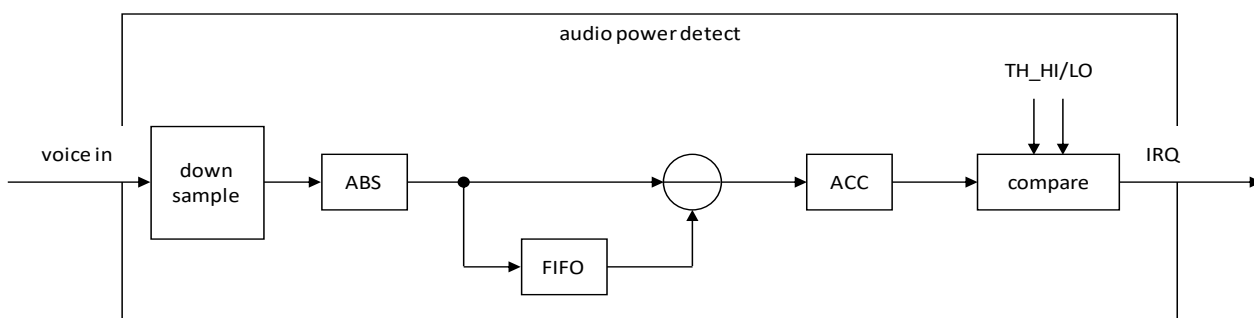 audio power detect
TH_HI/LO
voice in
down
sample
ABS
ACC
compare
IRQ
FIFO